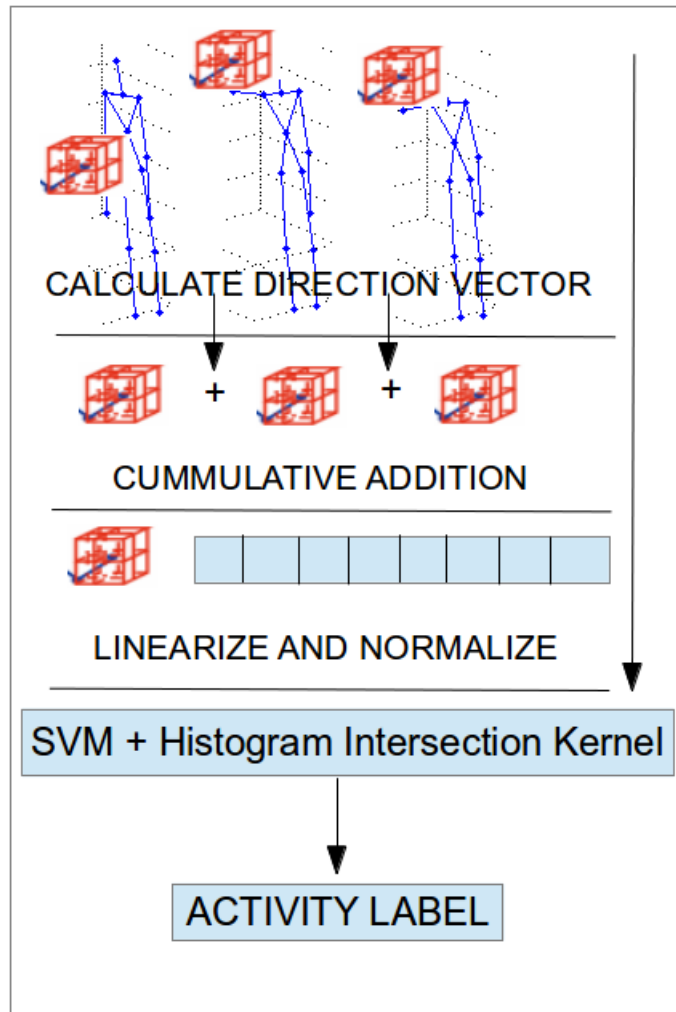 CALCULATE DIRECTION VECTOR
+ +
CUMMULATIVE ADDITION
LINEARIZE AND NORMALIZE
SVM + Histogram Intersection Kernel
ACTIVITY LABEL